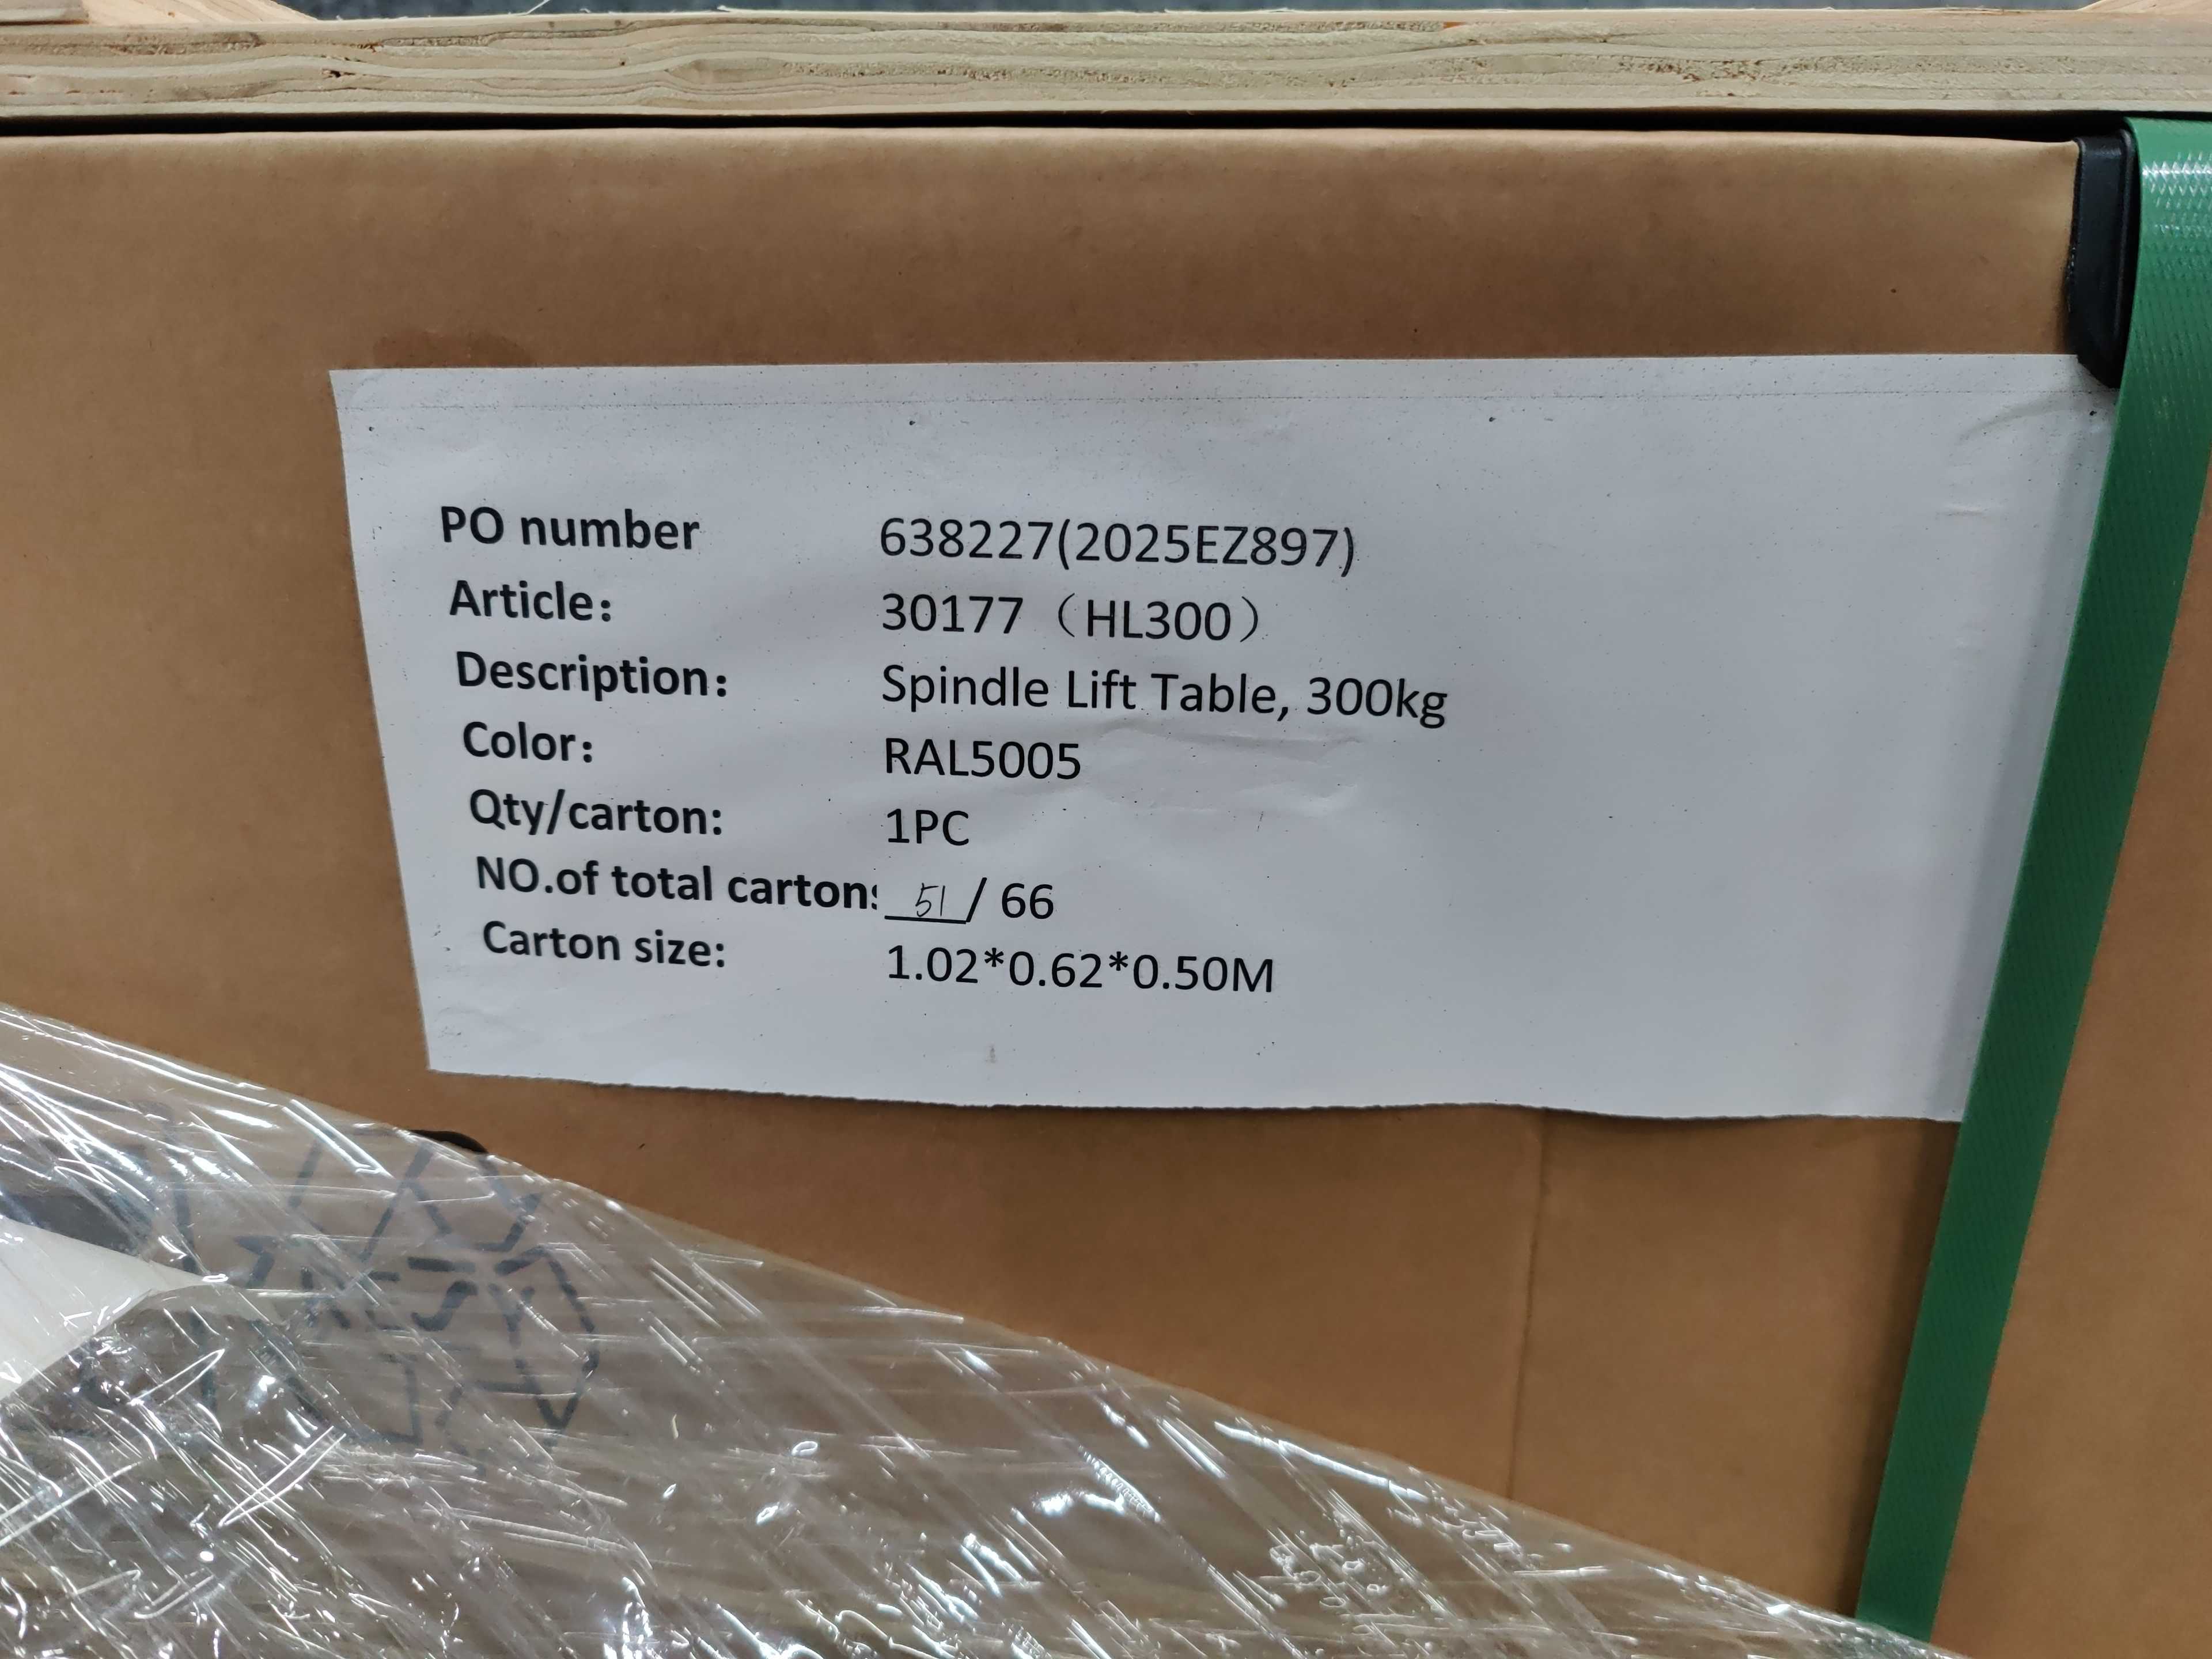 PO number 638227(2025EZ897)
Article： 30177（HL300）
Description： Spindle Lift Table, 300kg
Color： RAL5005
Qty/carton: 1PC
NO.of total carton: 51 / 66
Carton size: 1.02*0.62*0.50M